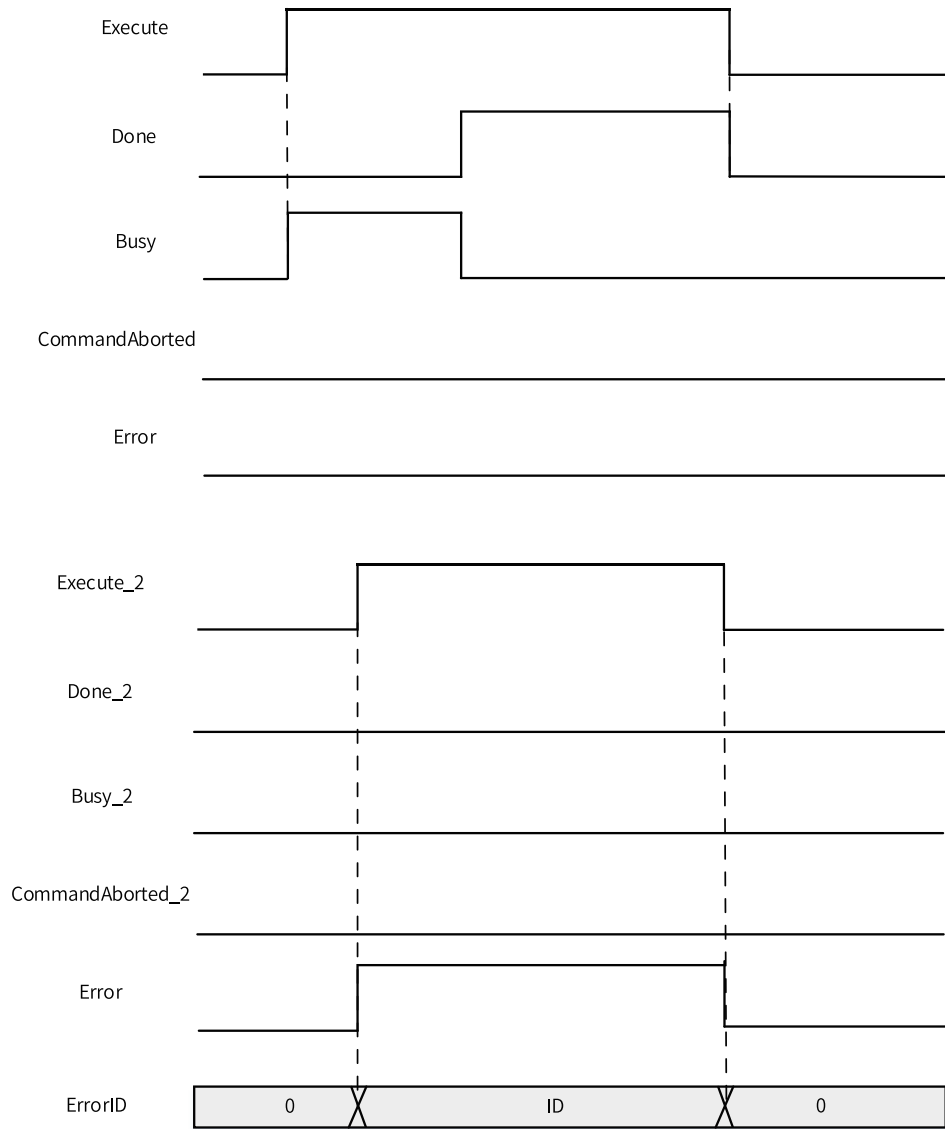 Execute
Done
Busy
CommandAborted
Error
Execute_2
Done_2
Busy_2
CommandAborted_2
Error
ErrorID 0 ID 0